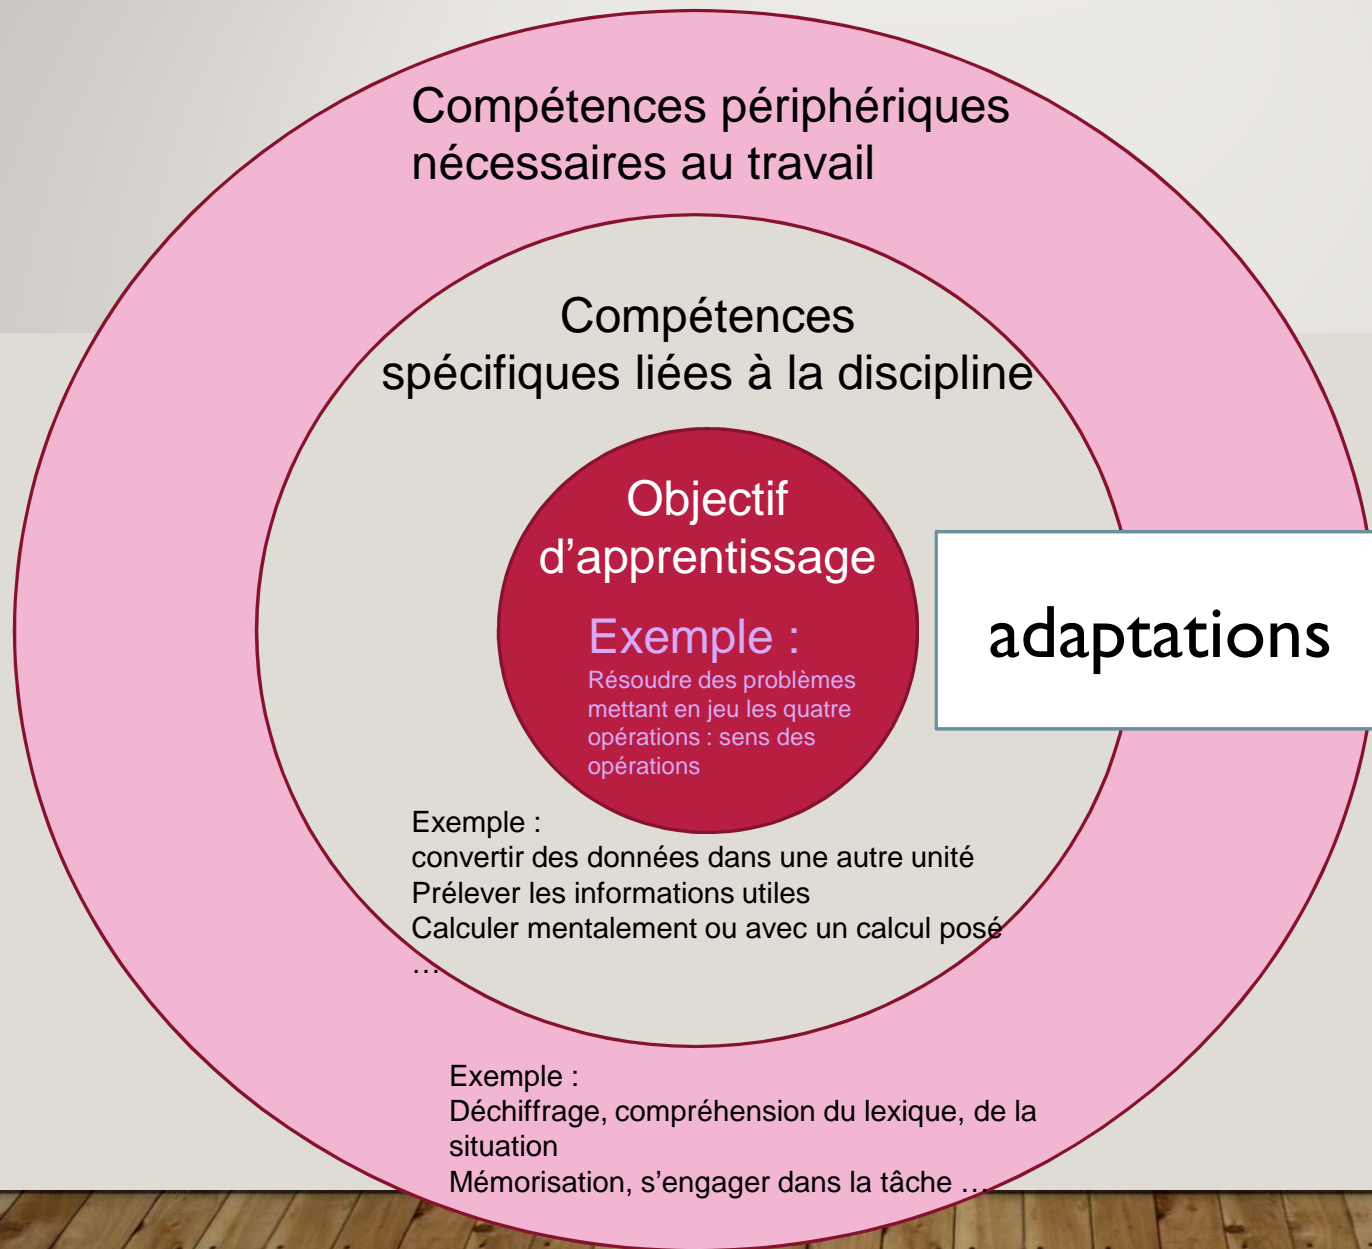 Compétences périphériques
nécessaires au travail
Compétences
spécifiques liées à la discipline
Objectif
d’apprentissage
Exemple :
Résoudre des problèmes
mettant en jeu les quatre
opérations : sens des
opérations
adaptations
Exemple :
convertir des données dans une autre unité
Prélever les informations utiles
Calculer mentalement ou avec un calcul posé
…
Exemple :
Déchiffrage, compréhension du lexique, de la
situation
Mémorisation, s’engager dans la tâche …